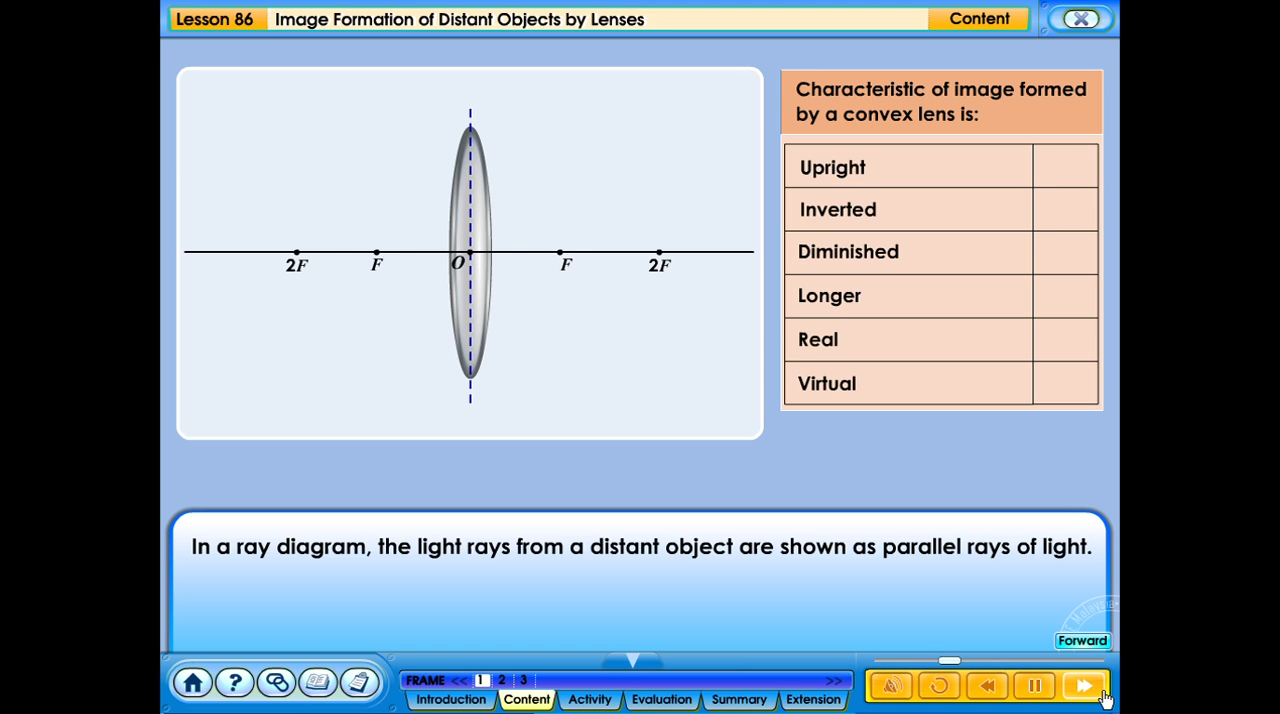 Lesson 86 Image Formation of Distant Objects by Lenses Content
Characteristic of image formed
by a convex lens is:
Upright
Inverted
Diminished
Longer
Real
Virtual
2F F O F 2F
In a ray diagram, the light rays from a distant object are shown as parallel rays of light.
Malaysia
Forward
?
FRAME << 1 2 3 >>
Introduction Content Activity Evaluation Summary Extension